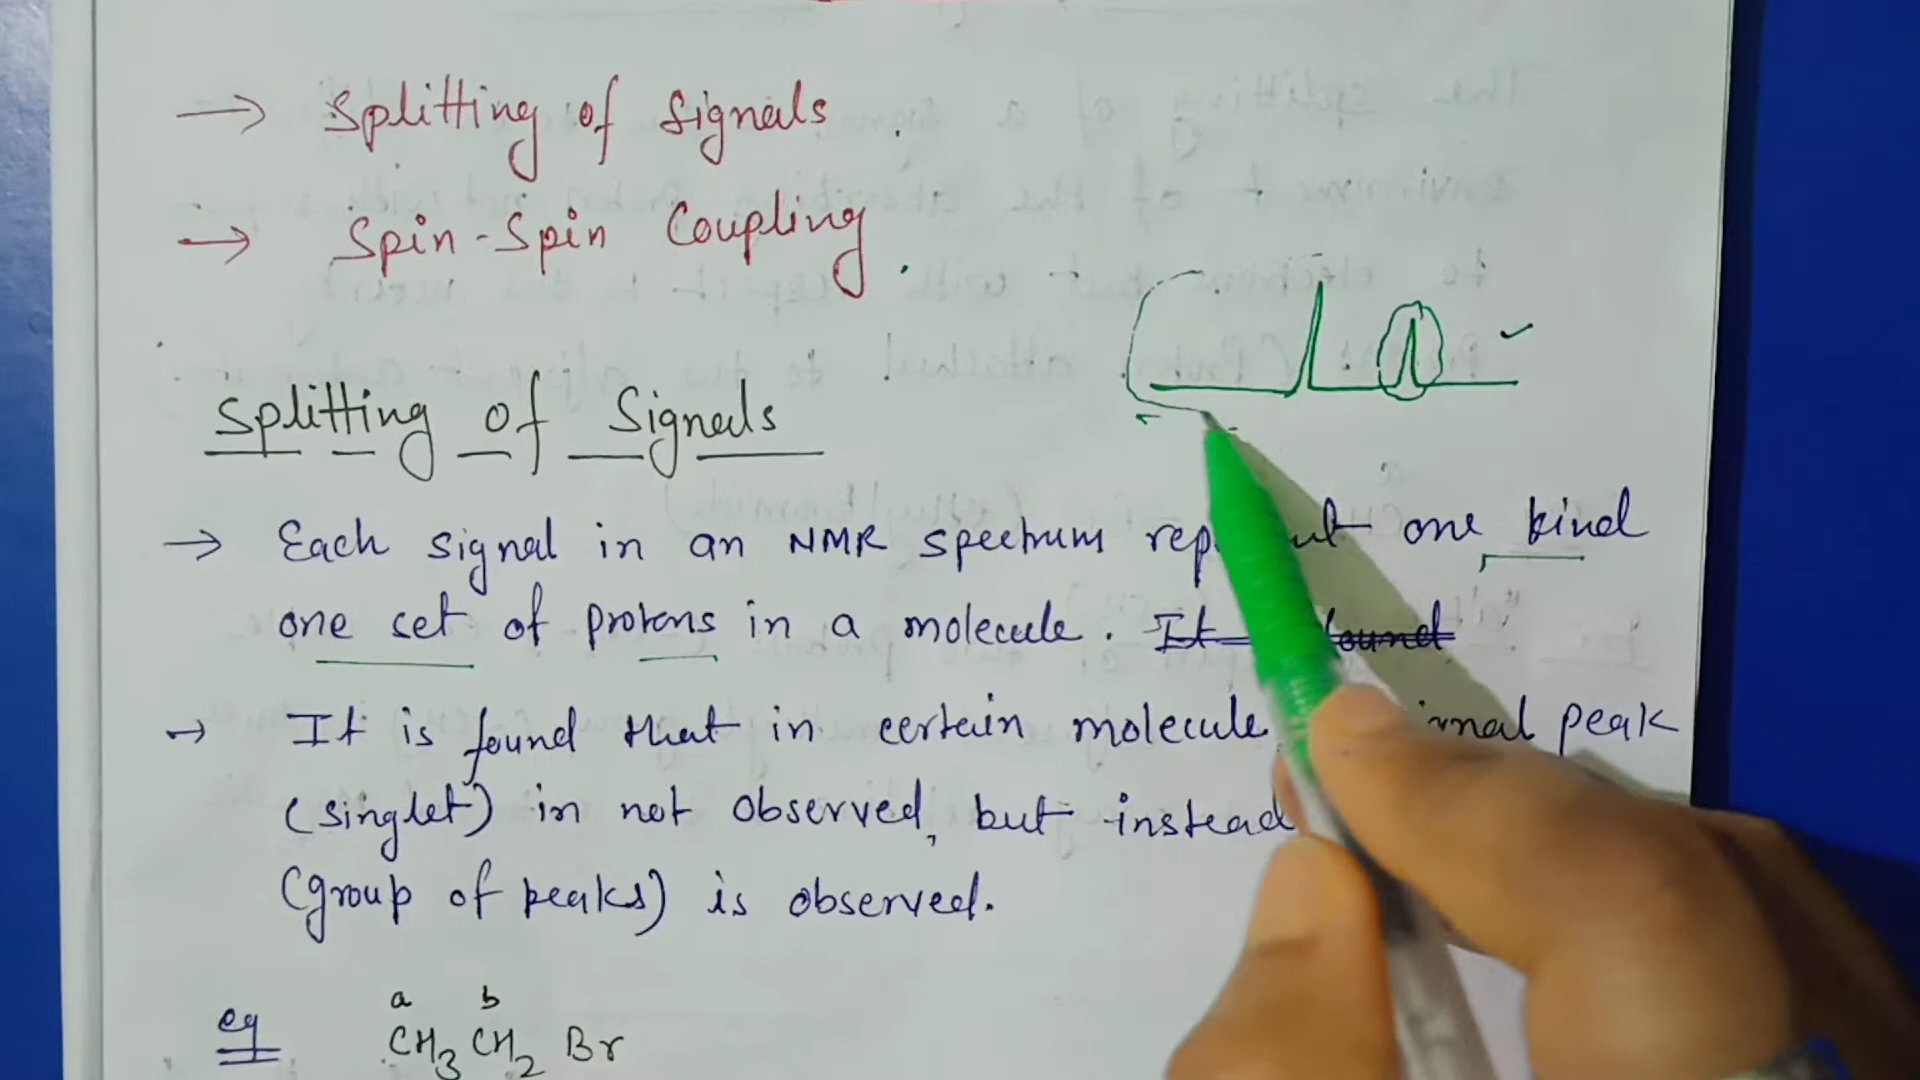 → Splitting of Signals.
→ Spin-Spin Coupling.
Splitting of Signals
→ Each signal in an NMR spectrum one kind
one set of protons in a molecule. It found
→ It is found that in certain molecule peak
(singlet) in not observed, but instead
(group of peaks) is observed.
a b
eg CH3 CH2 Br